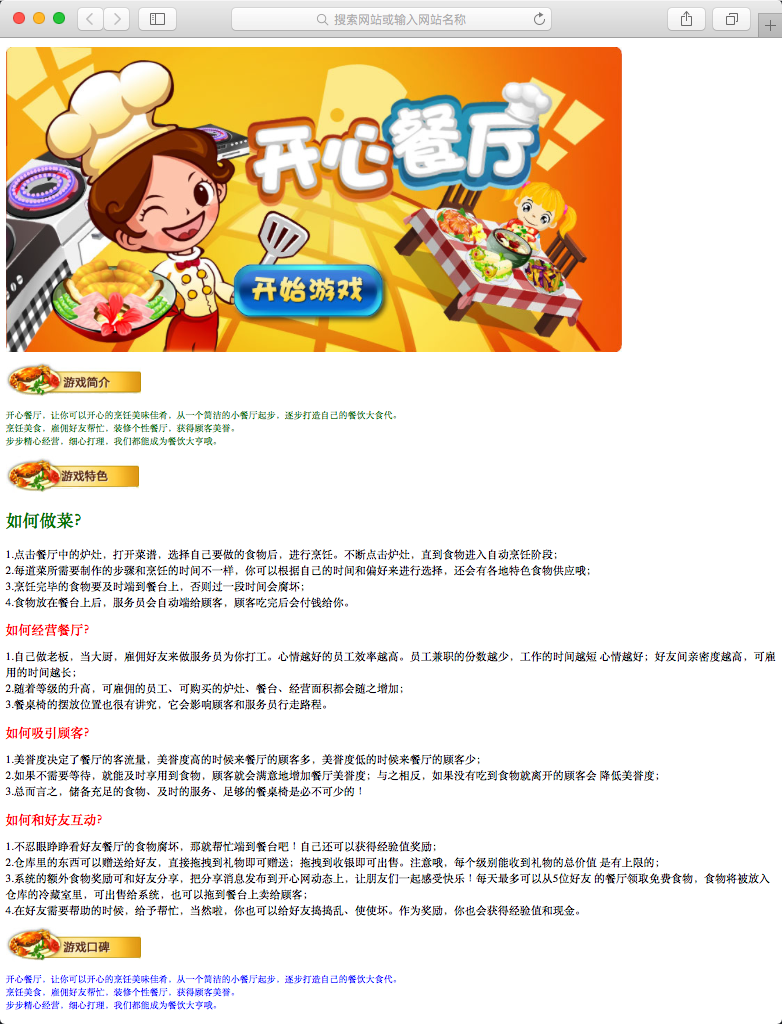 搜索网站或输入网站名称
开心餐厅
开始游戏
游戏简介
开心餐厅，让你可以开心的烹饪美味佳肴，从一个简洁的小餐厅起步，逐步打造自己的餐饮大食代。
烹饪美食，雇佣好友帮忙，装修个性餐厅，获得顾客美誉。
步步精心经营，细心打理，我们都能成为餐饮大亨哦。
游戏特色
如何做菜?
1.点击餐厅中的炉灶，打开菜谱，选择自己要做的食物后，进行烹饪。不断点击炉灶，直到食物进入自动烹饪阶段；
2.每道菜所需要制作的步骤和烹饪的时间不一样，你可以根据自己的时间和偏好来进行选择，还会有各地特色食物供应哦；
3.烹饪完毕的食物要及时端到餐台上，否则过一段时间会腐坏；
4.食物放在餐台上后，服务员会自动端给顾客，顾客吃完后会付钱给你。
如何经营餐厅?
1.自己做老板，当大厨，雇佣好友来做服务员为你打工。心情越好的员工效率越高。员工兼职的份数越少，工作的时间越短 心情越好；好友间亲密度越高，可雇
用的时间越长；
2.随着等级的升高，可雇佣的员工、可购买的炉灶、餐台、经营面积都会随之增加；
3.餐桌椅的摆放位置也很有讲究，它会影响顾客和服务员行走路程。
如何吸引顾客?
1.美誉度决定了餐厅的客流量，美誉度高的时候来餐厅的顾客多，美誉度低的时候来餐厅的顾客少；
2.如果不需要等待，就能及时享用到食物，顾客就会满意地增加餐厅美誉度；与之相反，如果没有吃到食物就离开的顾客会 降低美誉度；
3.总而言之，储备充足的食物、及时的服务、足够的餐桌椅是必不可少的！
如何和好友互动?
1.不忍眼睁睁看好友餐厅的食物腐坏，那就帮忙端到餐台吧！自己还可以获得经验值奖励；
2.仓库里的东西可以赠送给好友，直接拖拽到礼物即可赠送；拖拽到收银即可出售。注意哦，每个级别能收到礼物的总价值 是有上限的；
3.系统的额外食物奖励可和好友分享，把分享消息发布到开心网动态上，让朋友们一起感受快乐！每天最多可以从5位好友 的餐厅领取免费食物，食物将被放入
仓库的冷藏室里，可出售给系统，也可以拖到餐台上卖给顾客；
4.在好友需要帮助的时候，给予帮忙，当然啦，你也可以给好友捣捣乱、使使坏。作为奖励，你也会获得经验值和现金。
游戏口碑
开心餐厅，让你可以开心的烹饪美味佳肴，从一个简洁的小餐厅起步，逐步打造自己的餐饮大食代。
烹饪美食，雇佣好友帮忙，装修个性餐厅，获得顾客美誉。
步步精心经营，细心打理，我们都能成为餐饮大亨哦。